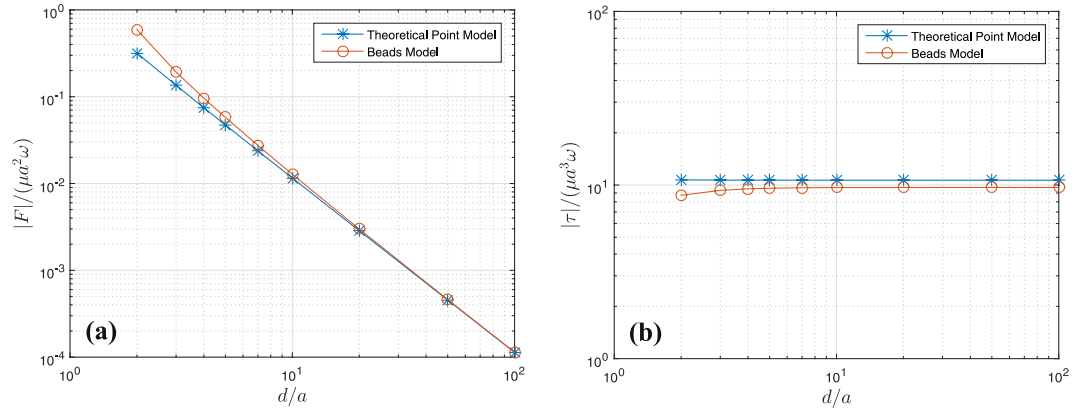 10^0
10^-1
10^-2
10^-3
10^-4
10^0
10^1
10^2
|F|/(μa^2ω)
d/a
Theoretical Point Model
Beads Model
(a)
10^2
10^1
10^0
10^0
10^1
10^2
|τ|/(μa^3ω)
d/a
Theoretical Point Model
Beads Model
(b)